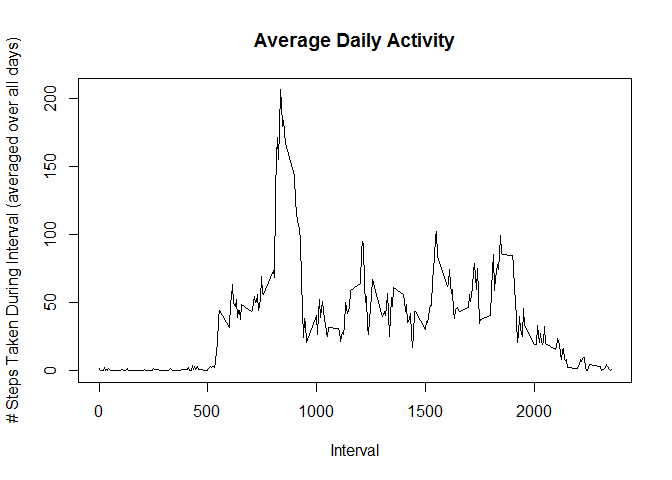 Average Daily Activity
# Steps Taken During Interval (averaged over all days)
200
150
100
50
0
0 500 1000 1500 2000
Interval